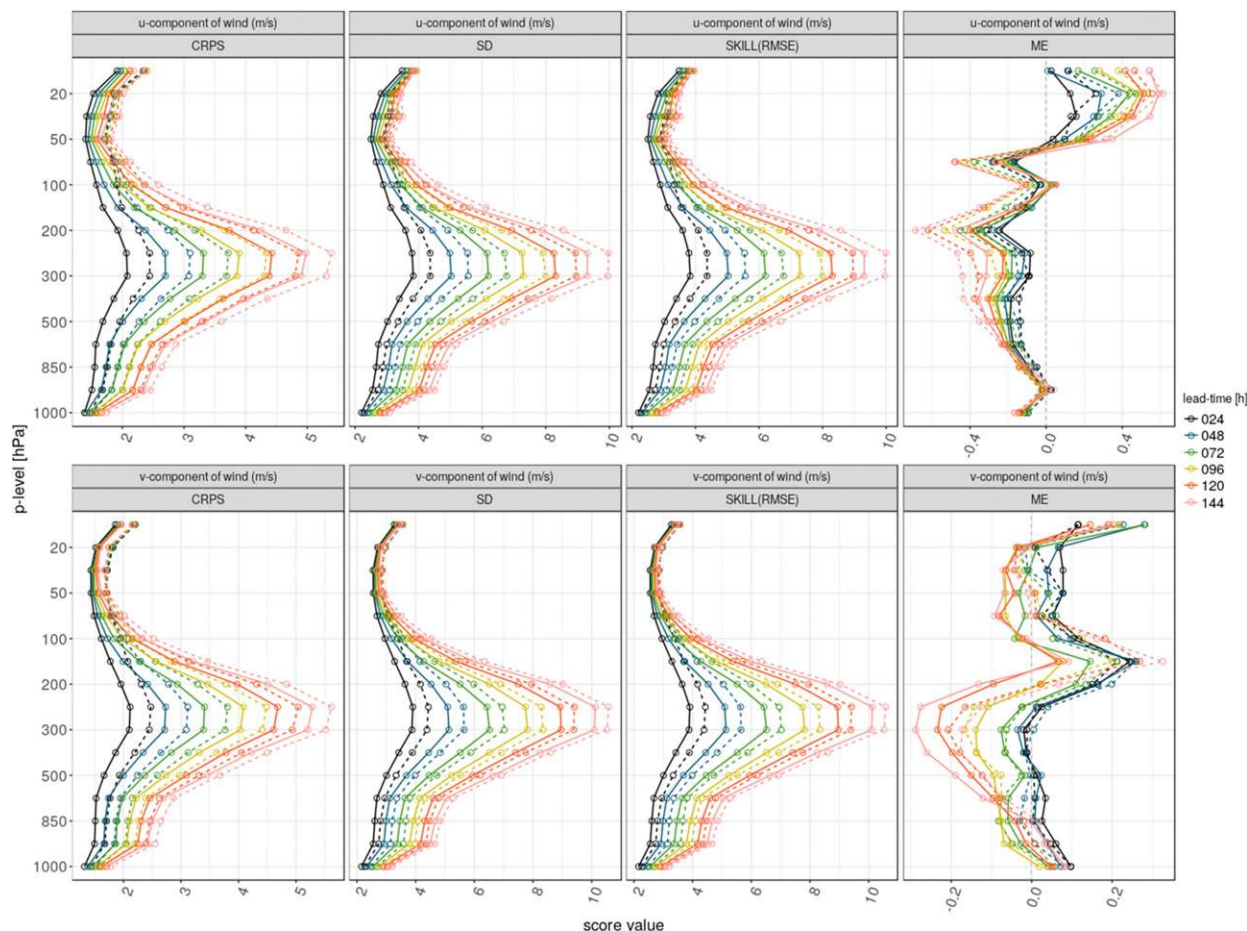 u-component of wind (m/s) u-component of wind (m/s) u-component of wind (m/s) u-component of wind (m/s)
CRPS SD SKILL(RMSE) ME
20
50
100
200
300
500
850
1000
2 3 4 5 2 4 6 8 10 2 4 6 8 10 -0.4 0.0 0.4
p-level [hPa]
lead-time [h]
024
048
072
096
120
144
v-component of wind (m/s) v-component of wind (m/s) v-component of wind (m/s) v-component of wind (m/s)
CRPS SD SKILL(RMSE) ME
20
50
100
200
300
500
850
1000
2 3 4 5 2 4 6 8 10 2 4 6 8 10 -0.2 0.0 0.2
score value